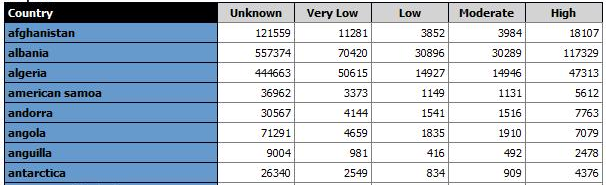 Country Unknown Very Low Low Moderate High
afghanistan 121559 11281 3852 3984 18107
albania 557374 70420 30896 30289 117329
algeria 444663 50615 14927 14946 47313
american samoa 36962 3373 1149 1131 5612
andorra 30567 4144 1541 1516 7763
angola 71291 4659 1835 1910 7079
anguilla 9004 981 416 492 2478
antarctica 26340 2549 834 909 4376